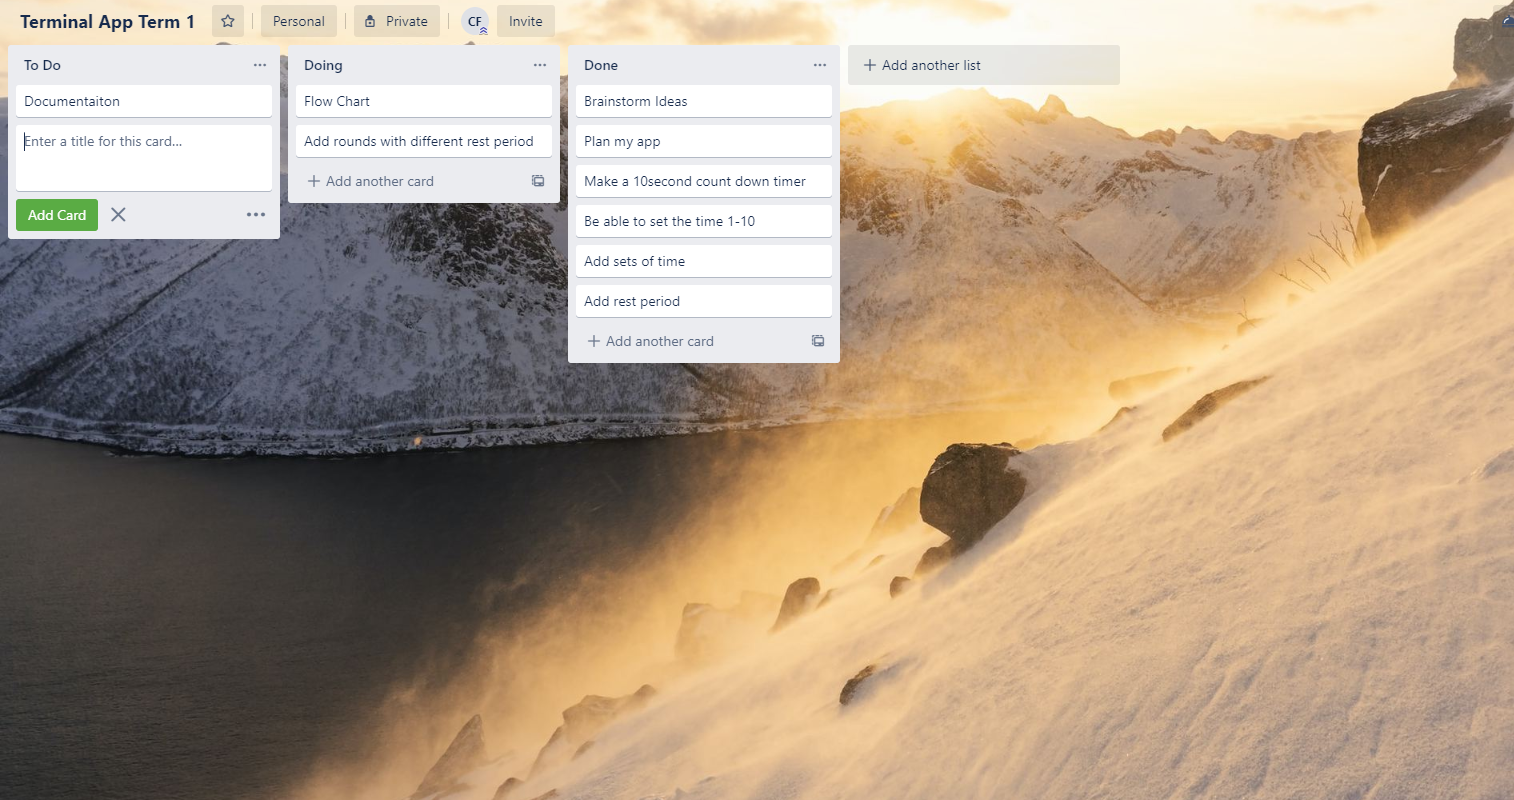 Terminal App Term 1
Personal
Private
CF
Invite
To Do
Documentaiton
Enter a title for this card...
Add Card
Doing
Flow Chart
Add rounds with different rest period
Add another card
Done
Brainstorm Ideas
Plan my app
Make a 10second count down timer
Be able to set the time 1-10
Add sets of time
Add rest period
Add another card
Add another list